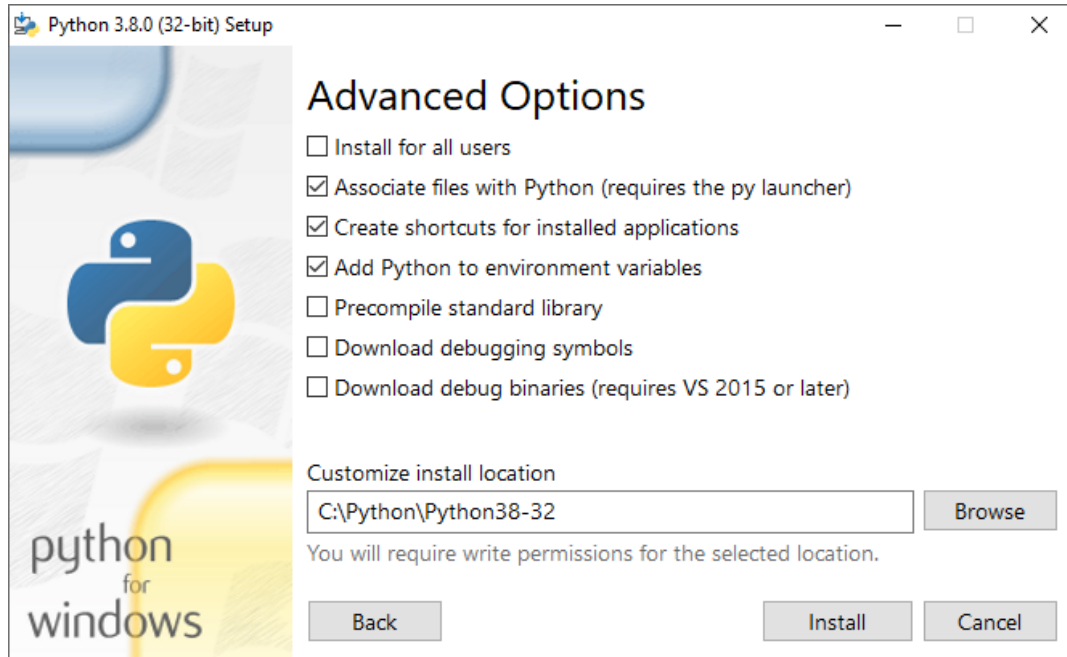 Python 3.8.0 (32-bit) Setup
Advanced Options
Install for all users
Associate files with Python (requires the py launcher)
Create shortcuts for installed applications
Add Python to environment variables
Precompile standard library
Download debugging symbols
Download debug binaries (requires VS 2015 or later)
Customize install location
C:\Python\Python38-32
Browse
You will require write permissions for the selected location.
python
for
windows
Back
Install
Cancel